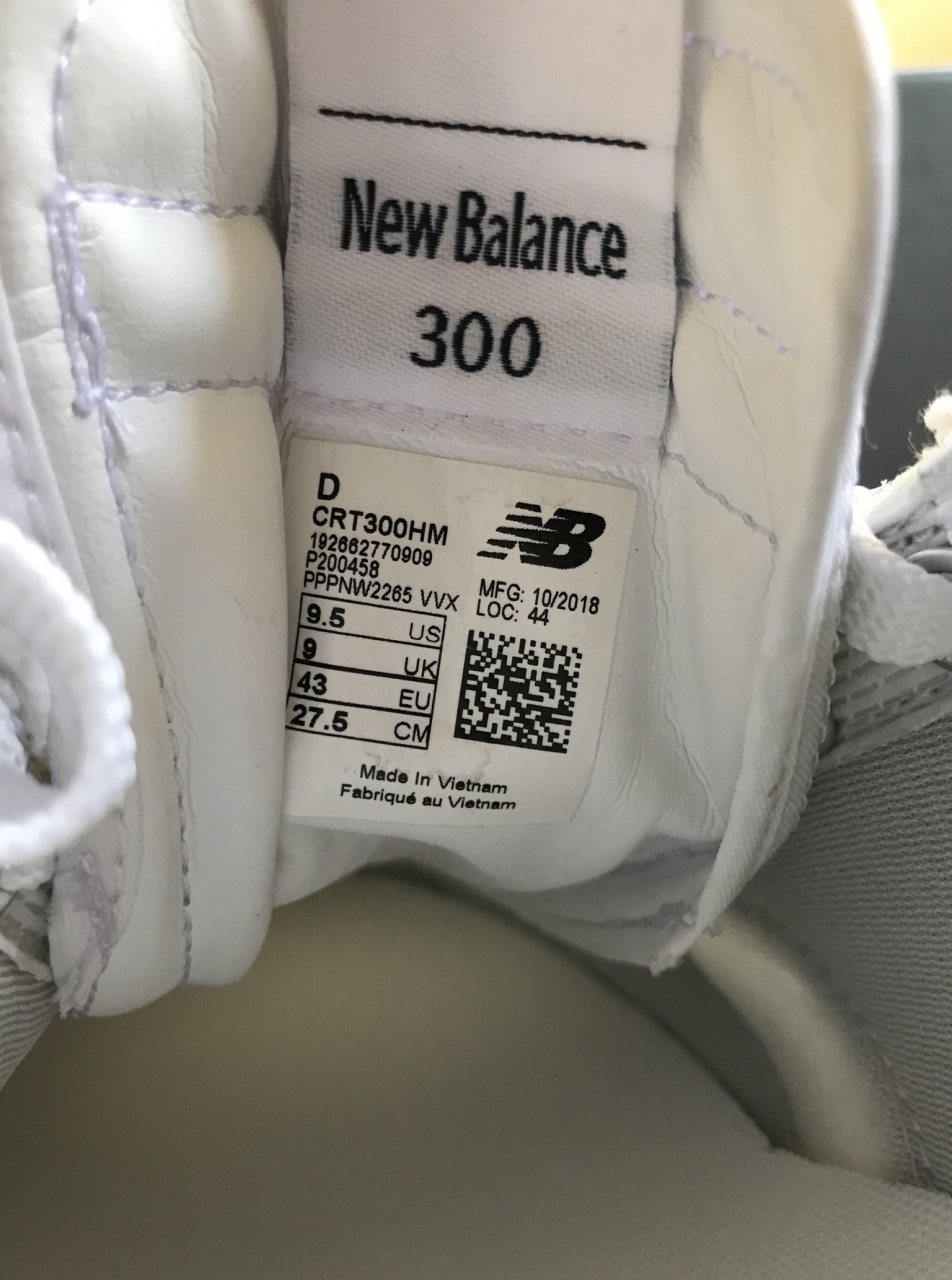 New Balance
300
D
CRT300HM
192662770909
P200458
PPPNW2265 VVX
NB
MFG: 10/2018
LOC: 44
9.5 US
9 UK
43 EU
27.5 CM
Made In Vietnam
Fabriqué au Vietnam